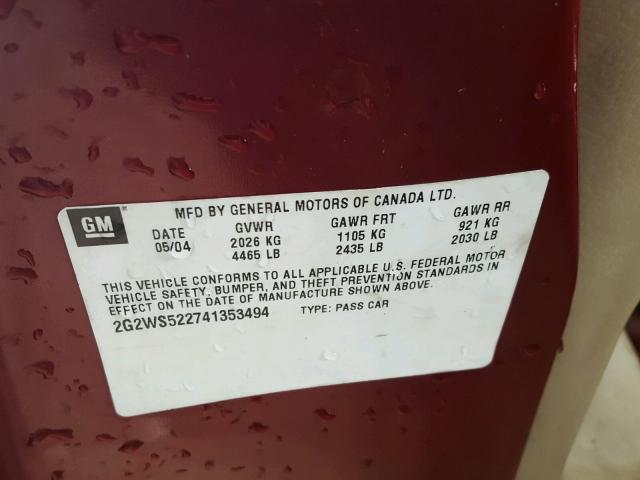 GM
MFD BY GENERAL MOTORS OF CANADA LTD.
DATE GVWR GAWR FRT GAWR RR
05/04 2026 KG 1105 KG 921 KG
4465 LB 2435 LB 2030 LB
THIS VEHICLE CONFORMS TO ALL APPLICABLE U.S. FEDERAL MOTOR
VEHICLE SAFETY, BUMPER, AND THEFT PREVENTION STANDARDS IN
EFFECT ON THE DATE OF MANUFACTURE SHOWN ABOVE.
2G2WS522741353494 TYPE: PASS CAR